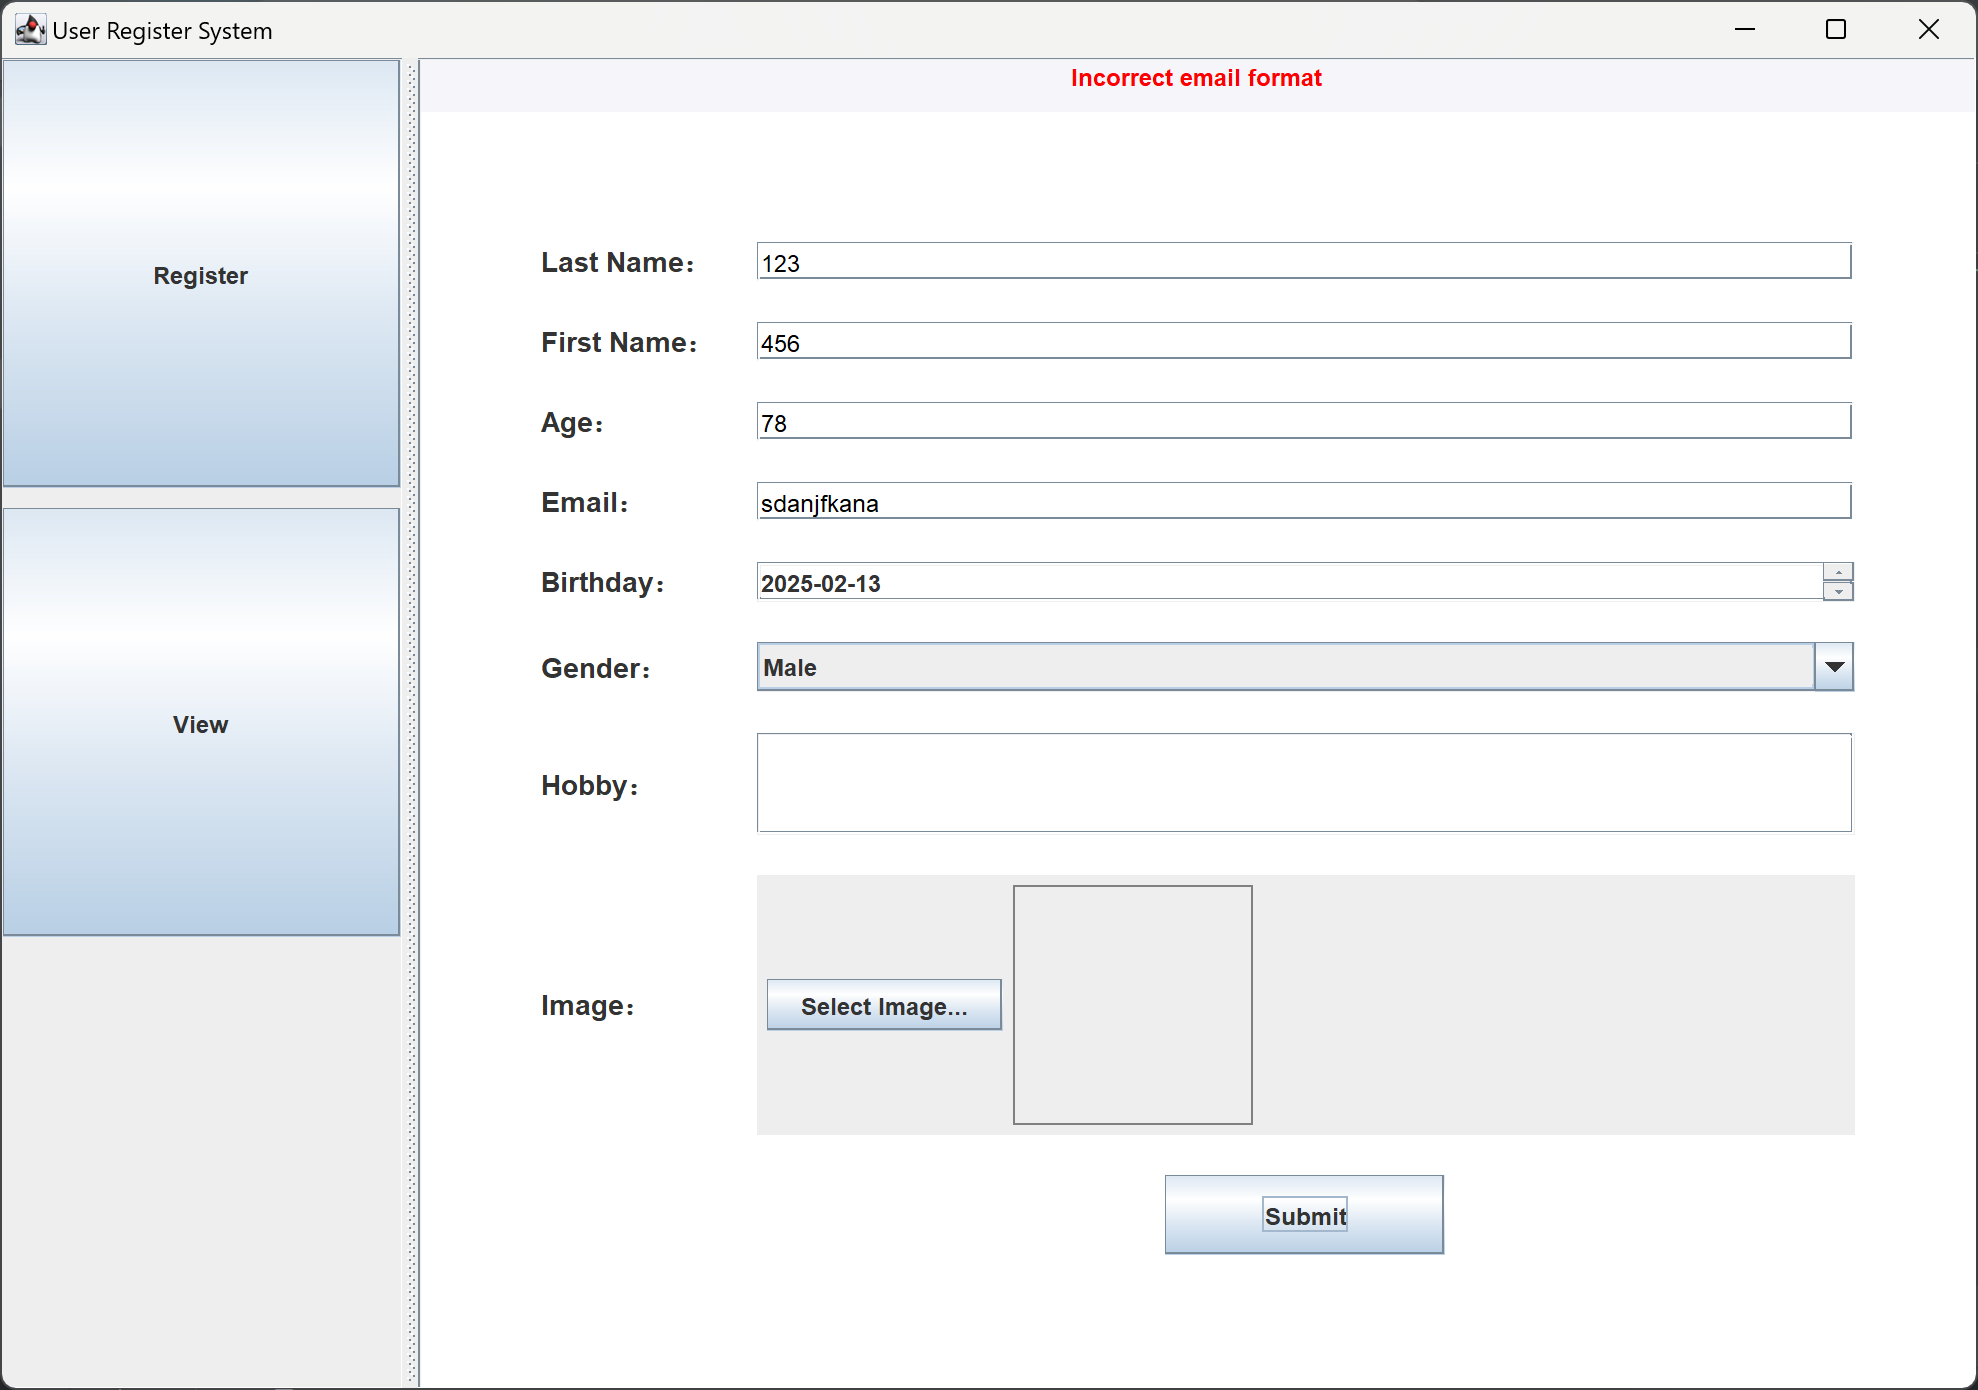 User Register System
Incorrect email format
Register
View
Last Name： 123
First Name： 456
Age： 78
Email： sdanjfkana
Birthday： 2025-02-13
Gender： Male
Hobby：
Image： Select Image...
Submit